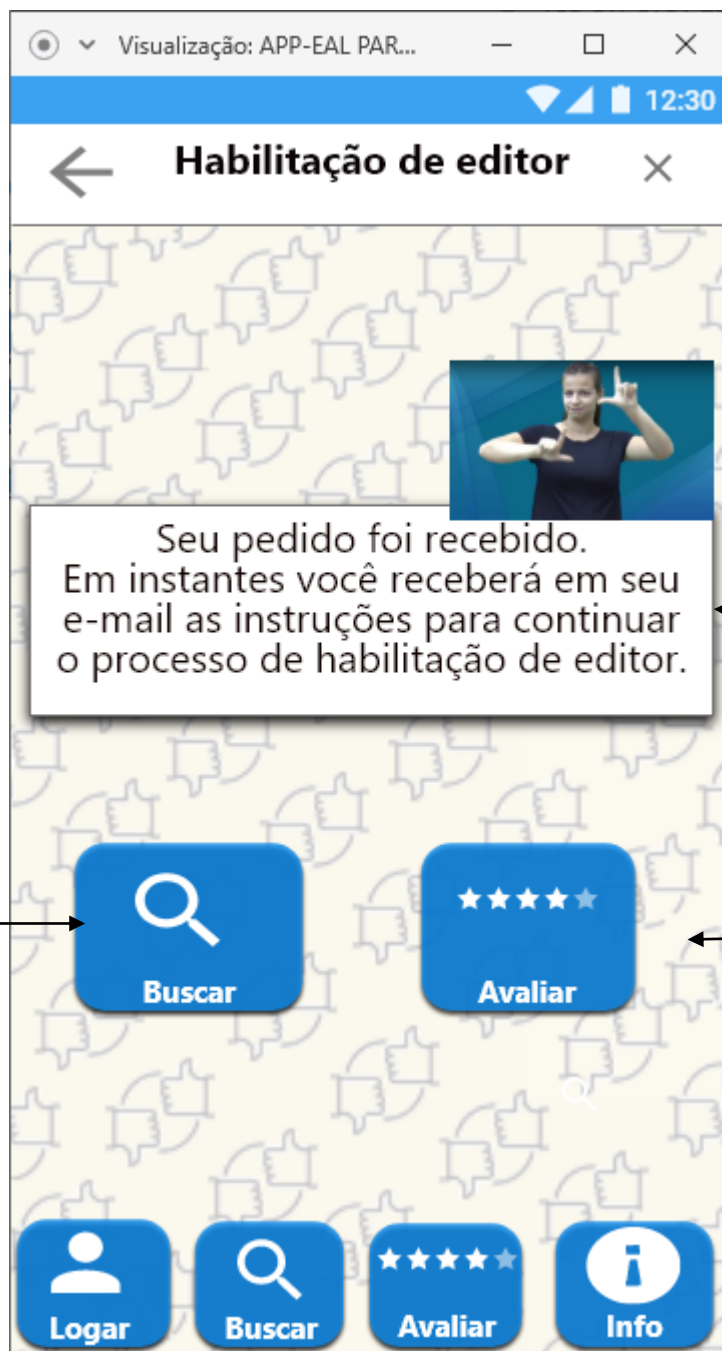 Visualização: APP-EAL PAR...
12:30
Habilitação de editor
Seu pedido foi recebido.
Em instantes você receberá em seu
e-mail as instruções para continuar
o processo de habilitação de editor.
Buscar
Avaliar
Logar
Buscar
Avaliar
Info